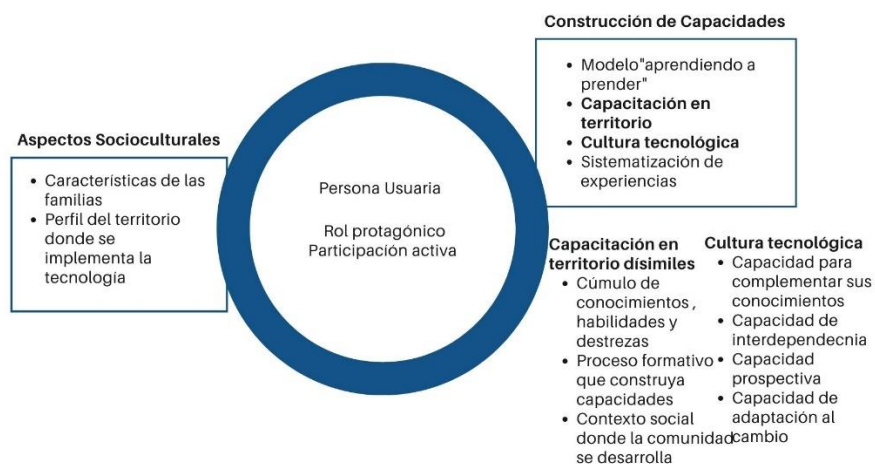 Construcción de Capacidades
• Modelo"aprendiendo a
prender"
• Capacitación en
territorio
• Cultura tecnológica
• Sistematización de
experiencias
Aspectos Socioculturales
• Características de las
familias
• Perfil del territorio
donde se
implementa la
tecnología
Persona Usuaria
Rol protagónico
Participación activa
Capacitación en
territorio dísimiles
• Cúmulo de
conocimientos ,
habilidades y
destrezas
• Proceso formativo
que construya
capacidades
• Contexto social
donde la comunidad
se desarrolla
Cultura tecnológica
• Capacidad para
complementar sus
conocimientos
• Capacidad de
interdependecnia
• Capacidad
prospectiva
• Capacidad de
adaptación al
cambio